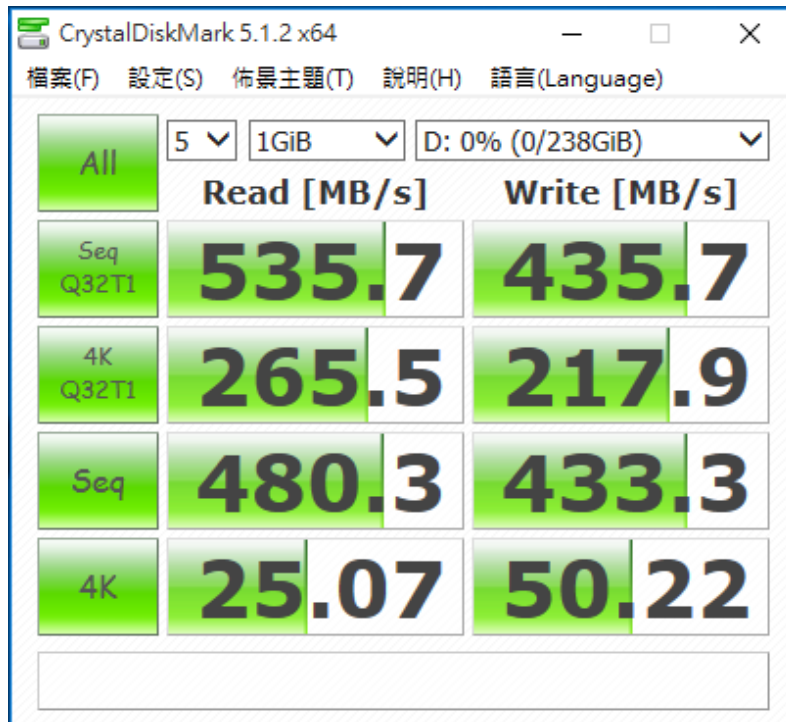 CrystalDiskMark 5.1.2 x64
檔案(F) 設定(S) 佈景主題(T) 說明(H) 語言(Language)
All 5 1GiB D: 0% (0/238GiB)
Read [MB/s] Write [MB/s]
Seq
Q32T1 535.7 435.7
4K
Q32T1 265.5 217.9
Seq 480.3 433.3
4K 25.07 50.22